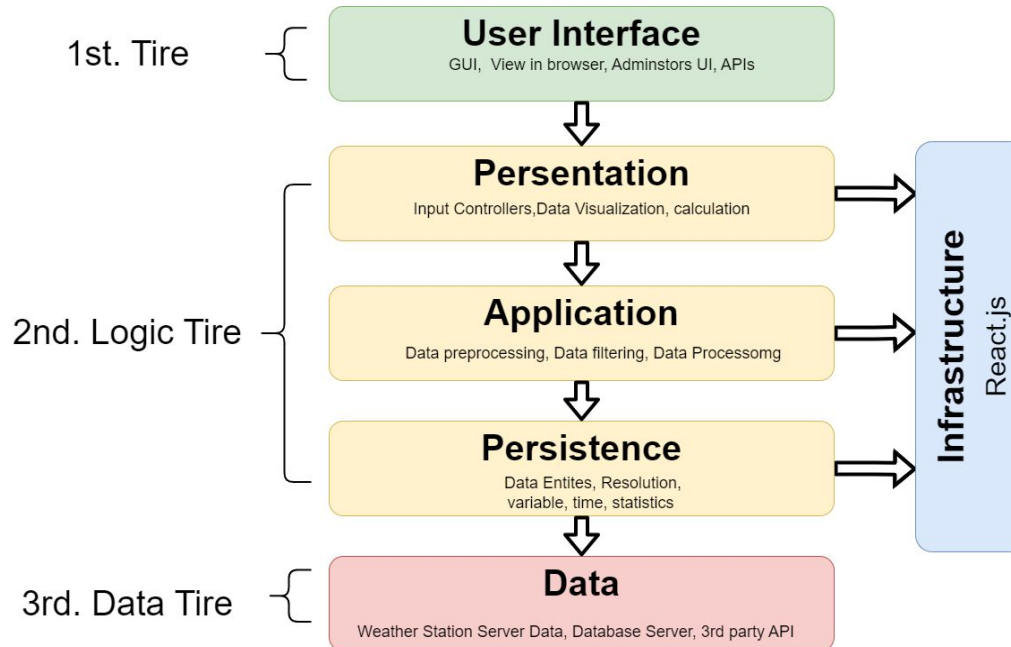 1st. Tire
User Interface
GUI, View in browser, Adminstors UI, APIs
2nd. Logic Tire
Persentation
Input Controllers,Data Visualization, calculation
Application
Data preprocessing, Data filtering, Data Processomg
Persistence
Data Entites, Resolution,
variable, time, statistics
Infrastructure
React.js
3rd. Data Tire
Data
Weather Station Server Data, Database Server, 3rd party API